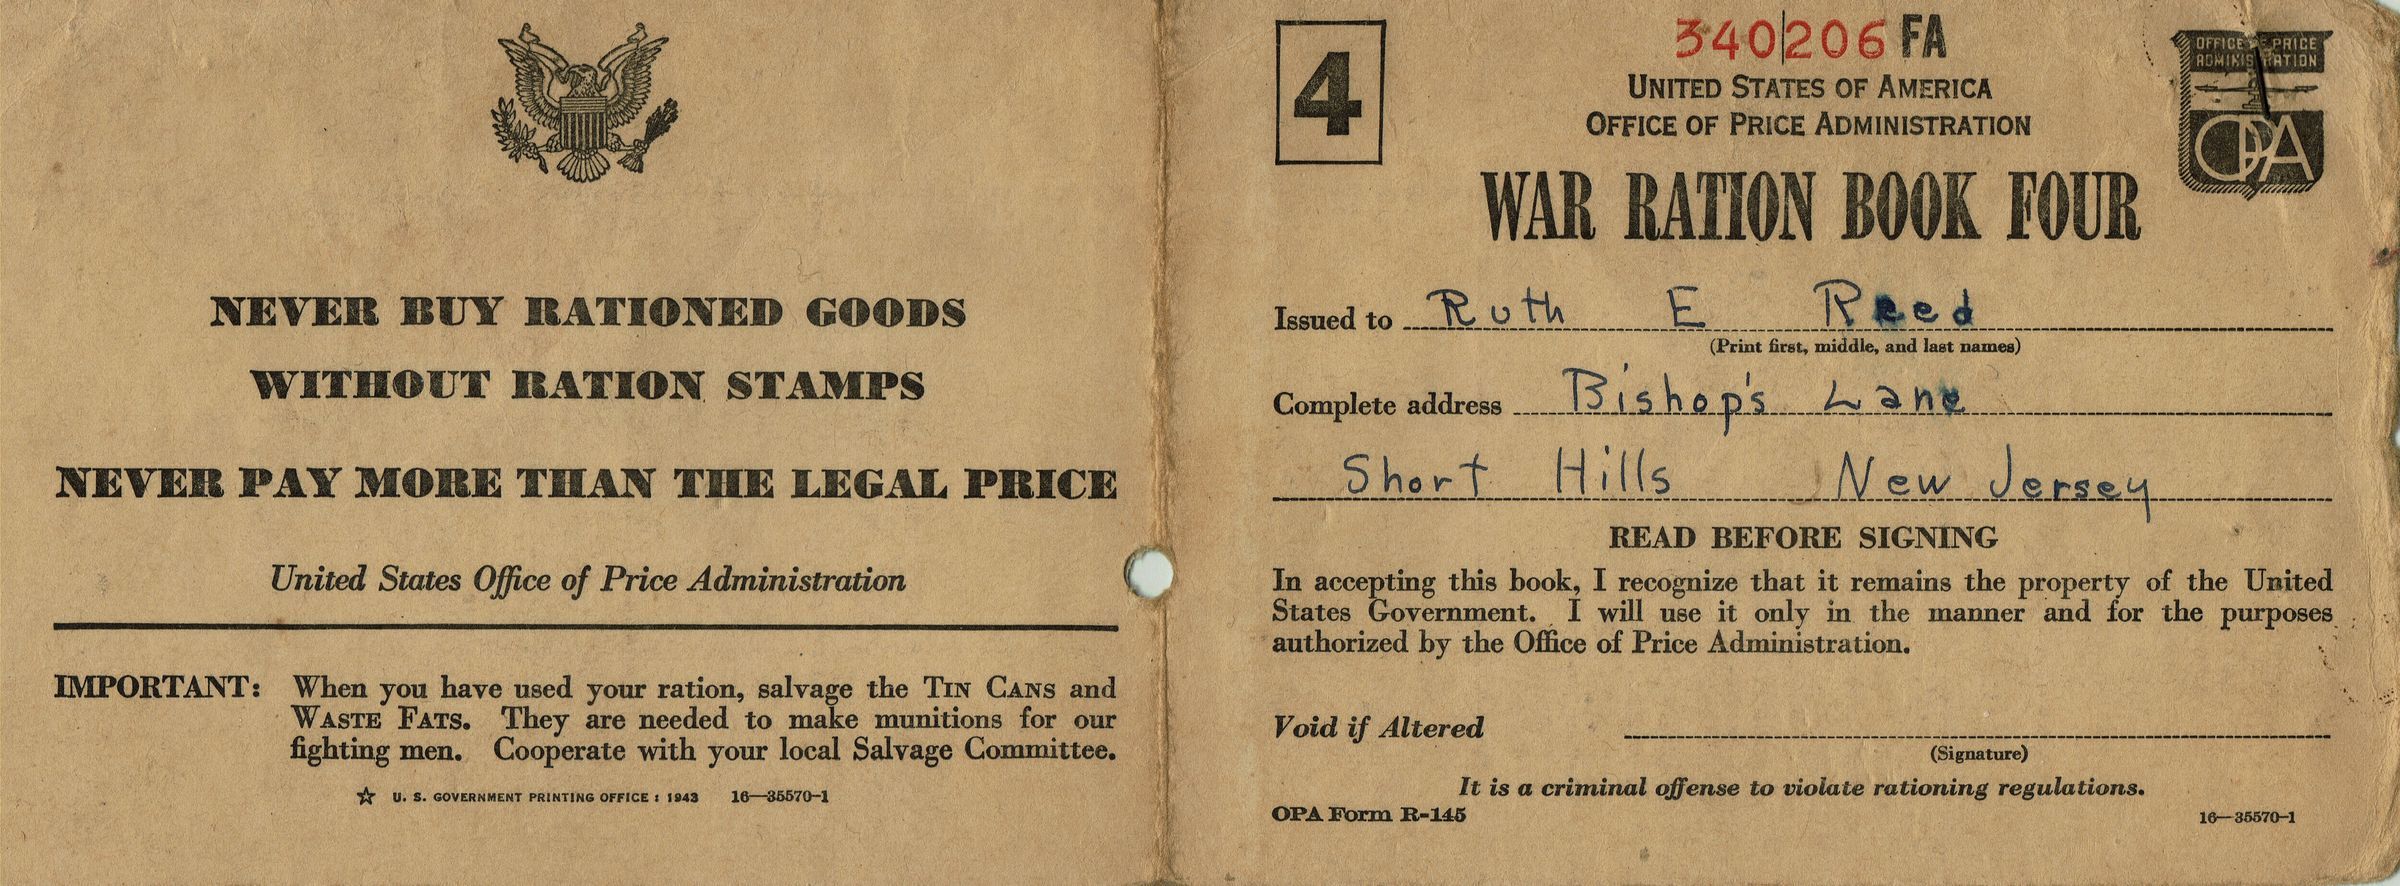 NEVER BUY RATIONED GOODS
WITHOUT RATION STAMPS
NEVER PAY MORE THAN THE LEGAL PRICE
United States Office of Price Administration
IMPORTANT: When you have used your ration, salvage the TIN CANS and
WASTE FATS. They are needed to make munitions for our
fighting men. Cooperate with your local Salvage Committee.
☆ U. S. GOVERNMENT PRINTING OFFICE : 1943 16—35570-1
4
340206 FA
UNITED STATES OF AMERICA
OFFICE OF PRICE ADMINISTRATION
OFFICE OF PRICE
ADMINISTRATION
OPA
WAR RATION BOOK FOUR
Issued to Ruth E Reed
(Print first, middle, and last names)
Complete address Bishop's Lane
Short Hills New Jersey
READ BEFORE SIGNING
In accepting this book, I recognize that it remains the property of the United
States Government. I will use it only in the manner and for the purposes
authorized by the Office of Price Administration.
Void if Altered
(Signature)
It is a criminal offense to violate rationing regulations.
OPA Form R-145 16—35570-1